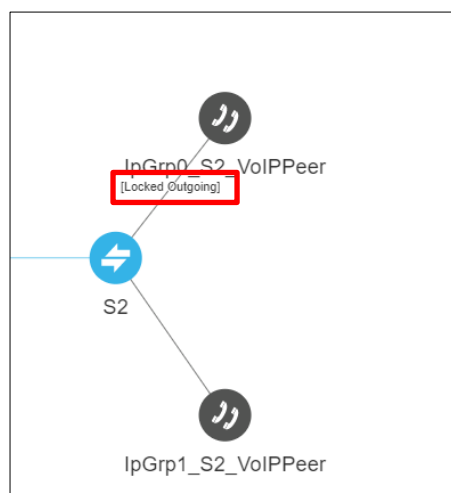 IpGrp0_S2_VoIPPeer
[Locked Outgoing]
S2
IpGrp1_S2_VoIPPeer